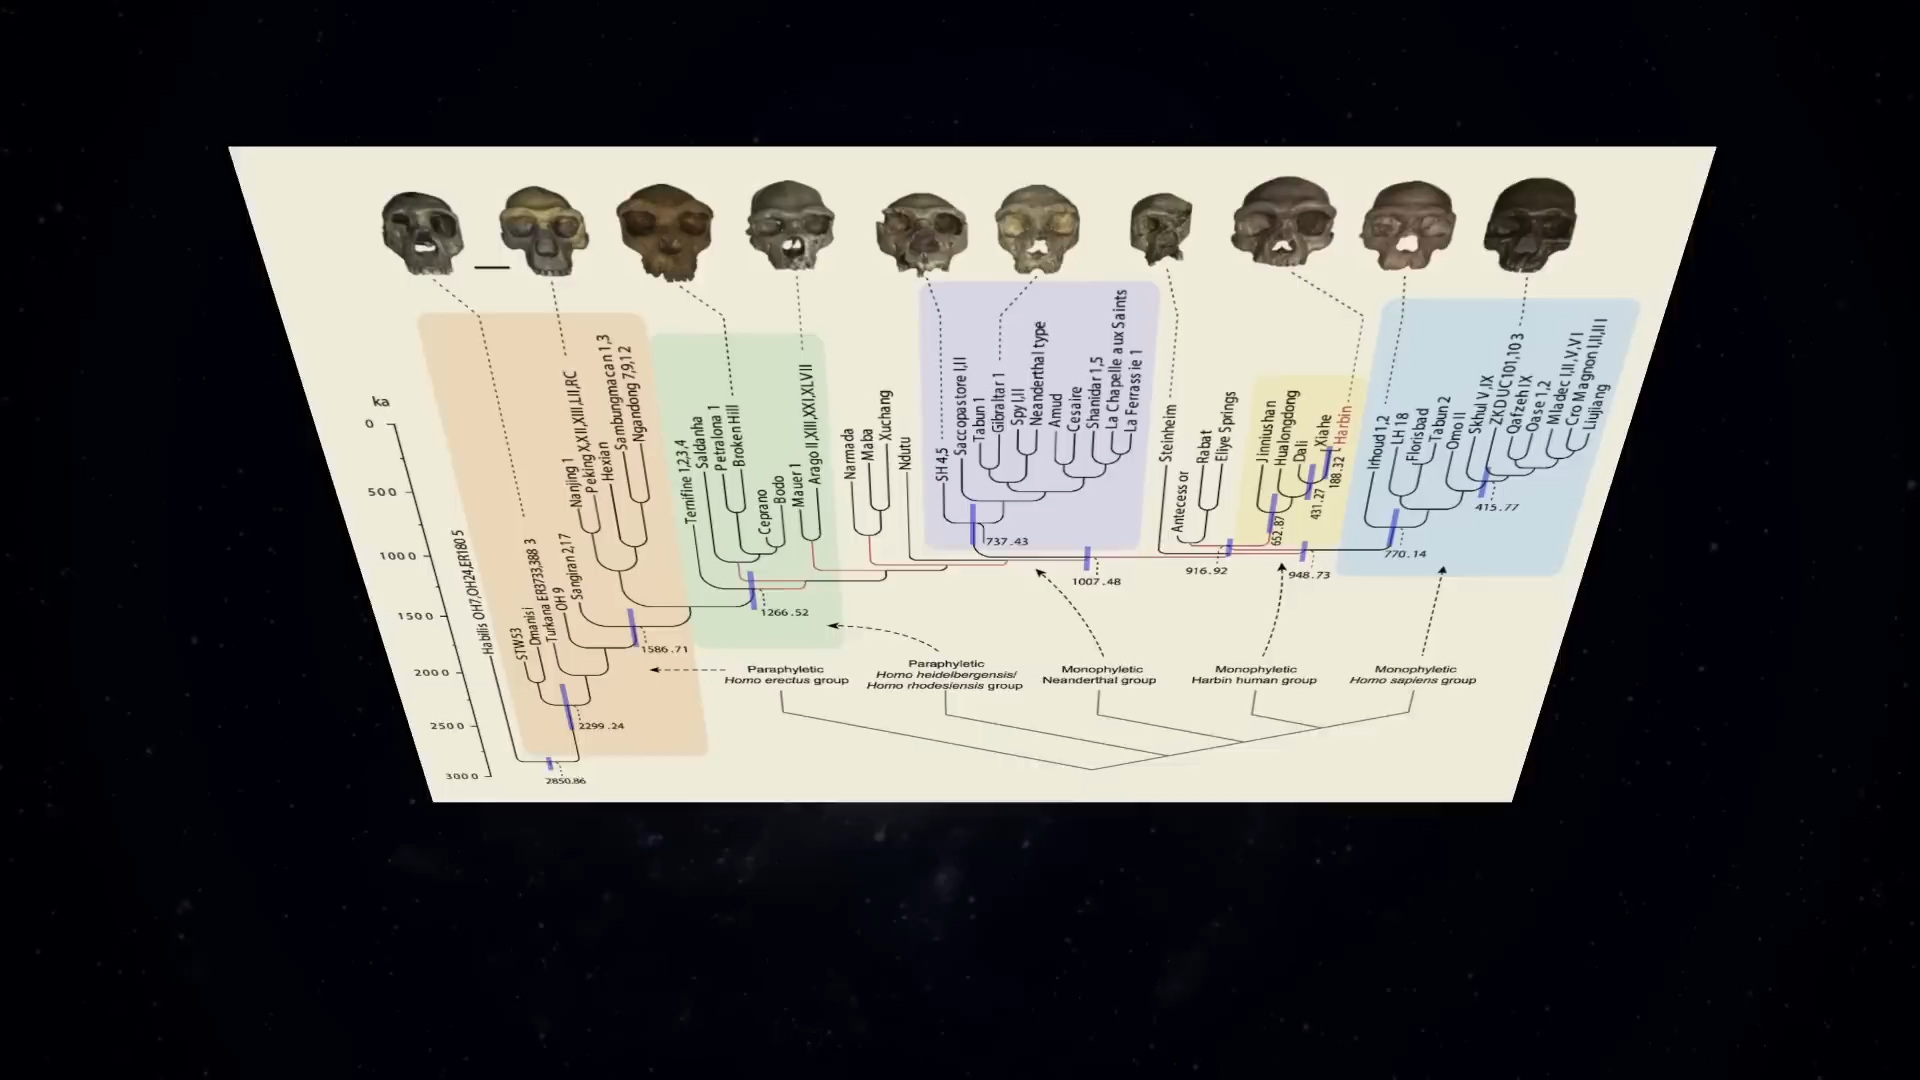 ka
0
500
1000
1500
2000
2500
3000
Habilis OH7,OH24,ER1805
STW53
Dmanisi
Turkana ER3733,3883
OH 9
Sangiran 2,17
Nanjing 1
Peking X,XII,XIII,LII,RC
Hexian
Sambungmacan 1,3
Ngandong 7,9,12
Ternifine 1,2,3,4
Saldanha
Petralona 1
Broken Hill
Ceprano
Bodo
Mauer 1
Arago II,XIII,XXI,XLVII
Narmada
Maba
Xuchang
Ndutu
SH 4,5
Saccopastore I,II
Tabun 1
Gibraltar 1
Spy I,II
Neanderthal type
Amud
Cesaire
Shanidar 1,5
La Chapelle aux Saints
La Ferrassie 1
Steinheim
Antecessor
Rabat
Eliye Springs
Jinniushan
Hualongdong
Dali
Xiahe
Harbin
Irhoud 1,2
LH 18
Florisbad
Tabun 2
Omo II
Skhul V,IX
ZKD UC101,103
Qafzeh IX
Oase 1,2
Mladec I,II,V,VI
Cro Magnon I,II,III
Liujiang
188.32
431.27
652.87
415.77
737.43
770.14
916.92
948.73
1007.48
1266.52
1586.71
2299.24
2850.86
Paraphyletic
Homo erectus group
Paraphyletic
Homo heidelbergensis/
Homo rhodesiensis group
Monophyletic
Neanderthal group
Monophyletic
Harbin human group
Monophyletic
Homo sapiens group